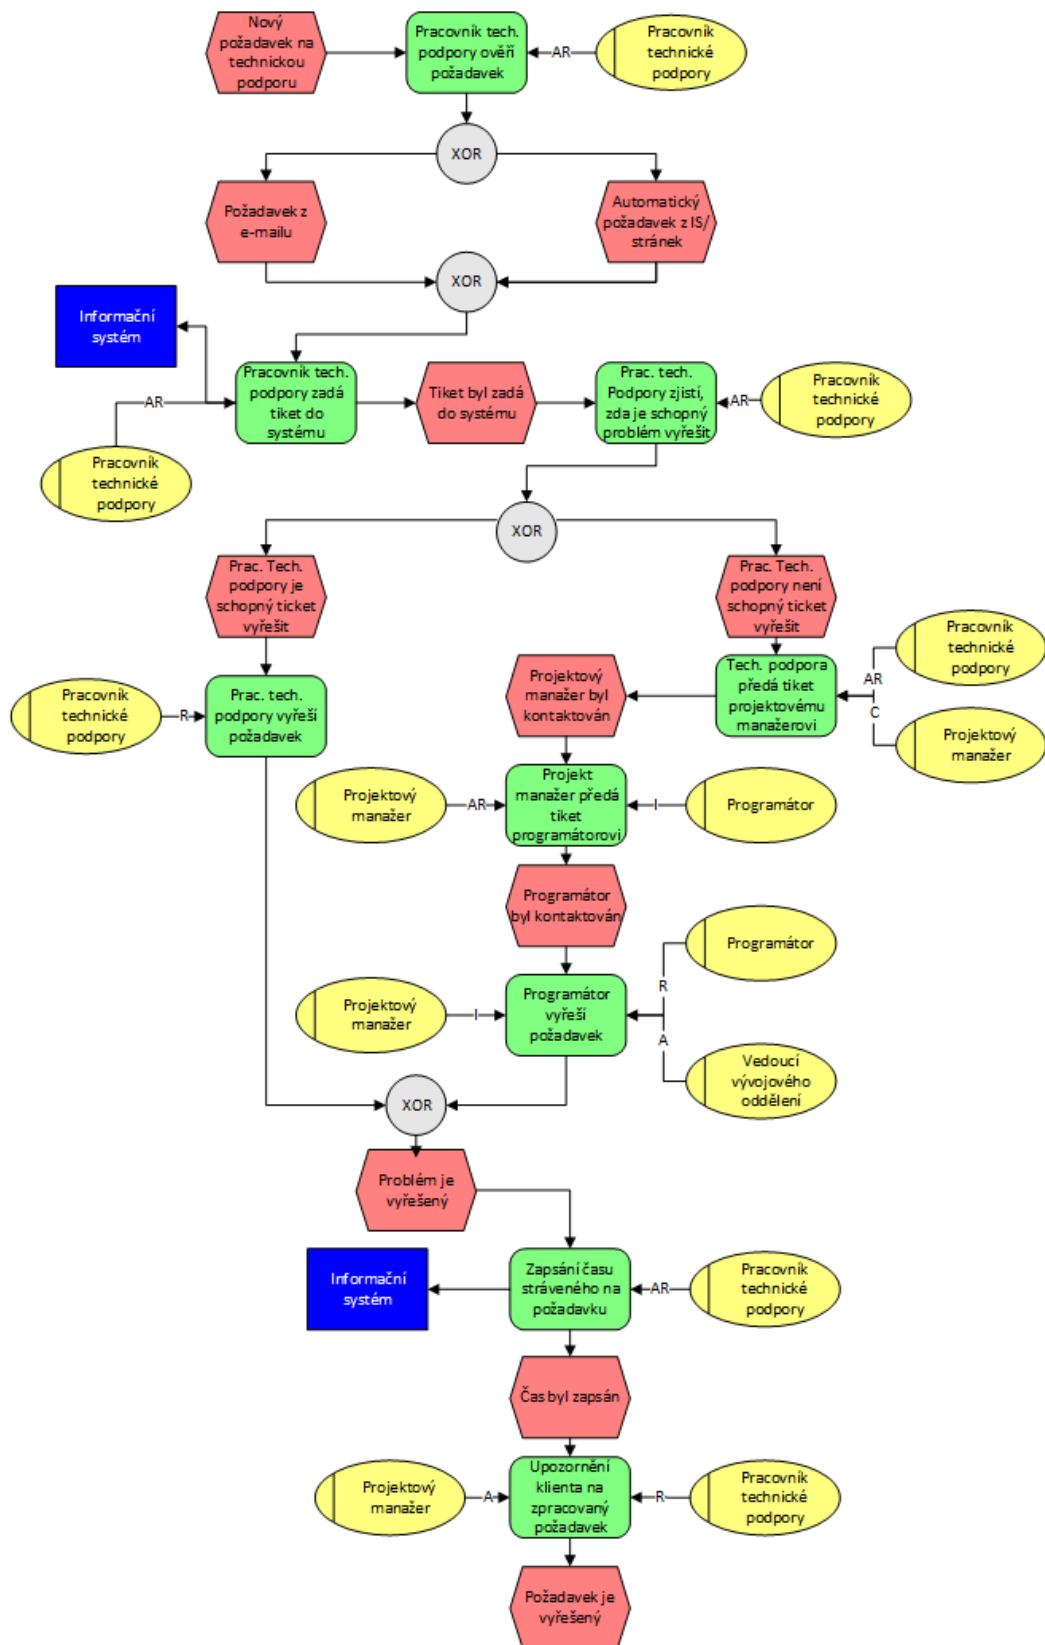 Nový
požadavek na
technickou
podporu
Pracovník tech.
podpory ověří
požadavek
AR
Pracovník
technické
podpory
XOR
Požadavek z
e-mailu
Automatický
požadavek z IS/
stránek
XOR
Informační
systém
Pracovník tech.
podpory zadá
tiket do
systému
Tiket byl zadá
do systému
Prac. tech.
Podpory zjistí,
zda je schopný
problém vyřešit
AR
Pracovník
technické
podpory
AR
Pracovník
technické
podpory
XOR
Prac. Tech.
podpory je
schopný ticket
vyřešit
Prac. Tech.
podpory není
schopný ticket
vyřešit
Pracovník
technické
podpory
AR
C
Projektový
manažer
Tech. podpora
předá tiket
projektovému
manažerovi
Projektový
manažer byl
kontaktován
Pracovník
technické
podpory
R
Prac. tech.
podpory vyřeší
požadavek
Projektový
manažer
AR
Projekt
manažer předá
tiket
programátorovi
I
Programátor
Programátor
byl kontaktován
Programátor
R
Projektový
manažer
I
Programátor
vyřeší
požadavek
A
Vedoucí
vývojového
oddělení
XOR
Problém je
vyřešený
Informační
systém
Zapsání času
stráveného na
požadavku
AR
Pracovník
technické
podpory
Čas byl zapsán
Projektový
manažer
A
Upozornění
klienta na
zpracovaný
požadavek
R
Pracovník
technické
podpory
Požadavek je
vyřešený